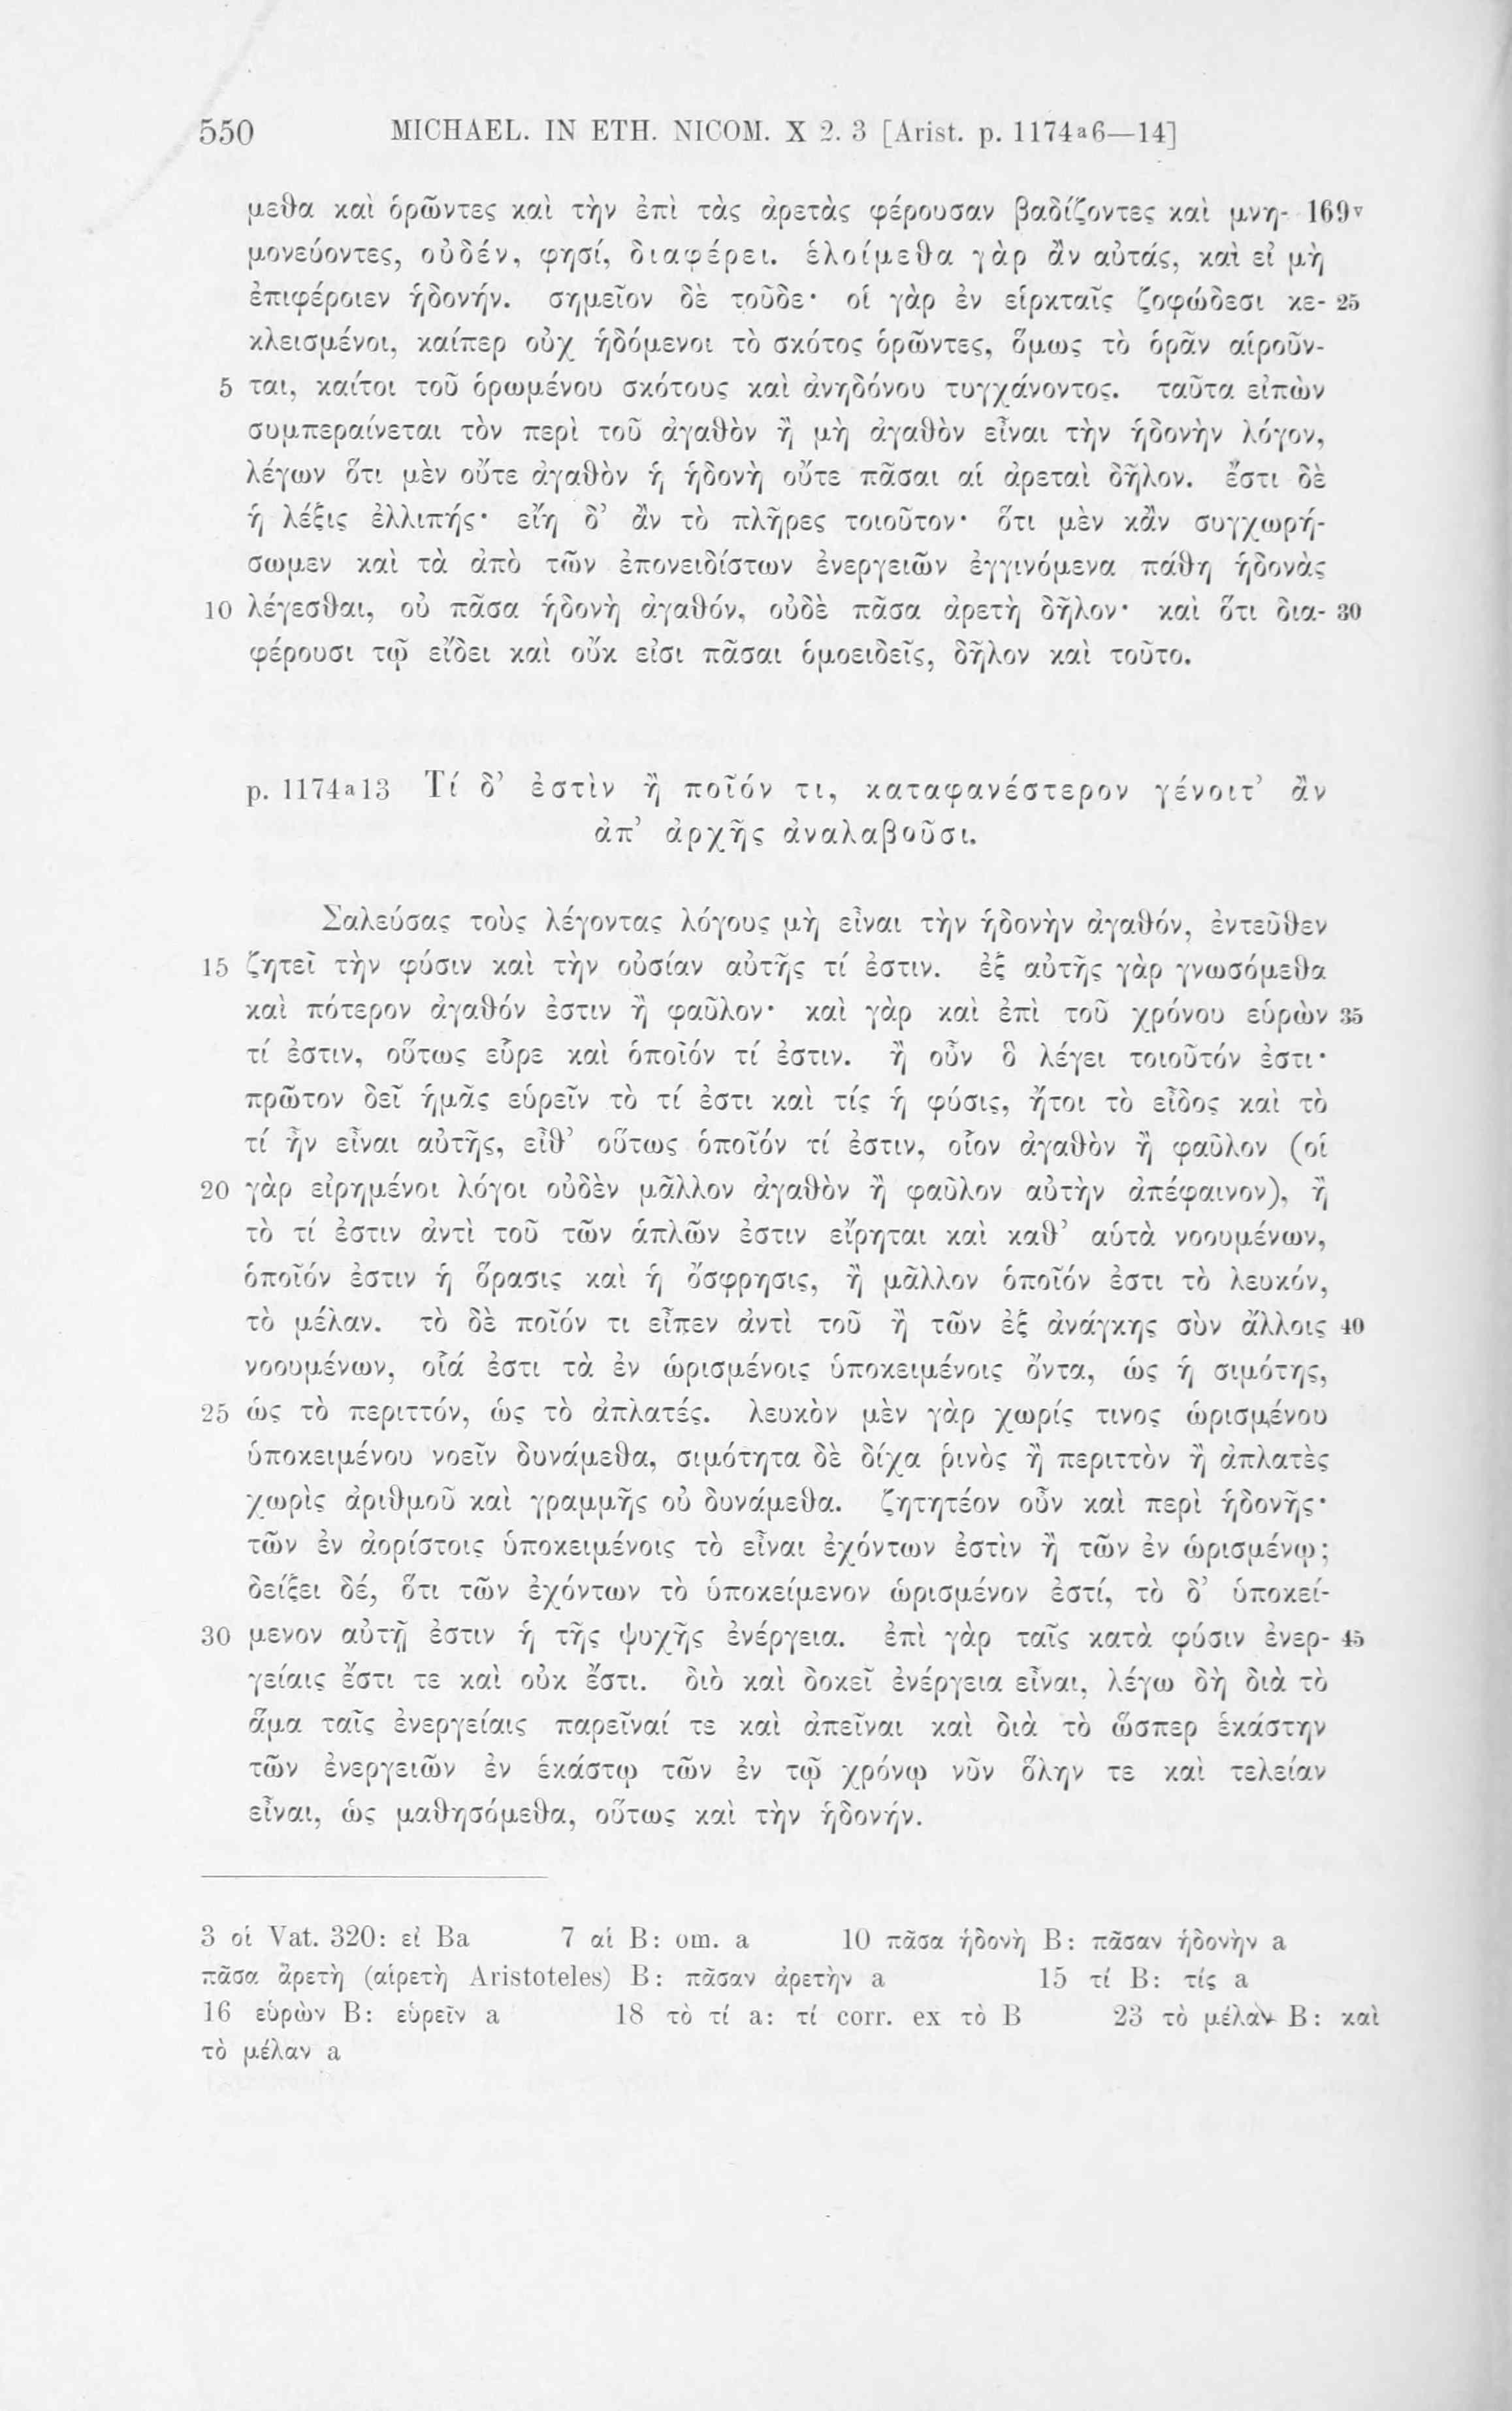 550 MICHAEL. IN ETH. NICOM. X 2. 3 [Arist. p. 1174a6—14]
μεθα καὶ ὁρῶντες καὶ τὴν ἐπὶ τὰς ἀρετὰς φέρουσαν βαδίζοντες καὶ μνη- 169v
μονεύοντες, οὐδέν, φησί, διαφέρει. ἑλοίμεθα γὰρ ἂν αὐτάς, καὶ εἰ μὴ
ἐπιφέροιεν ἡδονήν. σημεῖον δὲ τοῦδε· οἱ γὰρ ἐν εἱρκταῖς ζοφώδεσι κε- 25
κλεισμένοι, καίπερ οὐχ ἡδόμενοι τὸ σκότος ὁρῶντες, ὅμως τὸ ὁρᾶν αἱροῦν-
5 ται, καίτοι τοῦ ὁρωμένου σκότους καὶ ἀνηδόνου τυγχάνοντος. ταῦτα εἰπὼν
συμπεραίνεται τὸν περὶ τοῦ ἀγαθὸν ἢ μὴ ἀγαθὸν εἶναι τὴν ἡδονὴν λόγον,
λέγων ὅτι μὲν οὔτε ἀγαθὸν ἡ ἡδονὴ οὔτε πᾶσαι αἱ ἀρεταὶ δῆλον. ἔστι δὲ
ἡ λέξις ἐλλιπής· εἴη δ’ ἂν τὸ πλῆρες τοιοῦτον· ὅτι μὲν κἂν συγχωρή-
σωμεν καὶ τὰ ἀπὸ τῶν ἐπονειδίστων ἐνεργειῶν ἐγγινόμενα πάθη ἡδονὰς
10 λέγεσθαι, οὐ πᾶσα ἡδονὴ ἀγαθόν, οὐδὲ πᾶσα ἀρετὴ δῆλον· καὶ ὅτι δια- 30
φέρουσι τῷ εἴδει καὶ οὔκ εἰσι πᾶσαι ὁμοειδεῖς, δῆλον καὶ τοῦτο.
p. 1174a13 Τί δ’ ἐστὶν ἢ ποῖόν τι, καταφανέστερον γένοιτ’ ἂν
ἀπ’ ἀρχῆς ἀναλαβοῦσι.
Σαλεύσας τοὺς λέγοντας λόγους μὴ εἶναι τὴν ἡδονὴν ἀγαθόν, ἐντεῦθεν
15 ζητεῖ τὴν φύσιν καὶ τὴν οὐσίαν αὐτῆς τί ἐστιν. ἐξ αὐτῆς γὰρ γνωσόμεθα
καὶ πότερον ἀγαθόν ἐστιν ἢ φαῦλον· καὶ γὰρ καὶ ἐπὶ τοῦ χρόνου εὑρὼν 35
τί ἐστιν, οὕτως εὗρε καὶ ὁποῖόν τί ἐστιν. ἢ οὖν ὃ λέγει τοιοῦτόν ἐστι·
πρῶτον δεῖ ἡμᾶς εὑρεῖν τὸ τί ἐστι καὶ τίς ἡ φύσις, ἤτοι τὸ εἶδος καὶ τὸ
τί ἦν εἶναι αὐτῆς, εἶθ’ οὕτως ὁποῖόν τί ἐστιν, οἷον ἀγαθὸν ἢ φαῦλον (οἱ
20 γὰρ εἰρημένοι λόγοι οὐδὲν μᾶλλον ἀγαθὸν ἢ φαῦλον αὐτὴν ἀπέφαινον), ἢ
τὸ τί ἐστιν ἀντὶ τοῦ τῶν ἁπλῶν ἐστιν εἴρηται καὶ καθ’ αὑτὰ νοουμένων,
ὁποῖόν ἐστιν ἡ ὅρασις καὶ ἡ ὄσφρησις, ἢ μᾶλλον ὁποῖόν ἐστι τὸ λευκόν,
τὸ μέλαν. τὸ δὲ ποῖόν τι εἶπεν ἀντὶ τοῦ ἢ τῶν ἐξ ἀνάγκης σὺν ἄλλοις 40
νοουμένων, οἷά ἐστι τὰ ἐν ὡρισμένοις ὑποκειμένοις ὄντα, ὡς ἡ σιμότης,
25 ὡς τὸ περιττόν, ὡς τὸ ἀπλατές. λευκὸν μὲν γὰρ χωρίς τινος ὡρισμένου
ὑποκειμένου νοεῖν δυνάμεθα, σιμότητα δὲ δίχα ῥινὸς ἢ περιττὸν ἢ ἀπλατὲς
χωρὶς ἀριθμοῦ καὶ γραμμῆς οὐ δυνάμεθα. ζητητέον οὖν καὶ περὶ ἡδονῆς·
τῶν ἐν ἀορίστοις ὑποκειμένοις τὸ εἶναι ἐχόντων ἐστὶν ἢ τῶν ἐν ὡρισμένῳ;
δείξει δέ, ὅτι τῶν ἐχόντων τὸ ὑποκείμενον ὡρισμένον ἐστί, τὸ δ’ ὑποκεί-
30 μενον αὐτῇ ἐστιν ἡ τῆς ψυχῆς ἐνέργεια. ἐπὶ γὰρ ταῖς κατὰ φύσιν ἐνερ- 45
γείαις ἔστι τε καὶ οὐκ ἔστι. διὸ καὶ δοκεῖ ἐνέργεια εἶναι, λέγω δὴ διὰ τὸ
ἅμα ταῖς ἐνεργείαις παρεῖναί τε καὶ ἀπεῖναι καὶ διὰ τὸ ὥσπερ ἑκάστην
τῶν ἐνεργειῶν ἐν ἑκάστῳ τῶν ἐν τῷ χρόνῳ νῦν ὅλην τε καὶ τελείαν
εἶναι, ὡς μαθησόμεθα, οὕτως καὶ τὴν ἡδονήν.
3 οἱ Vat. 320: εἰ Ba 7 αἱ B: om. a 10 πᾶσα ἡδονὴ B: πᾶσαν ἡδονὴν a
πᾶσα ἀρετὴ (αἱρετὴ Aristoteles) B: πᾶσαν ἀρετὴν a 15 τί B: τίς a
16 εὑρὼν B: εὑρεῖν a 18 τὸ τί a: τί corr. ex τὸ B 23 τὸ μέλαν B: καὶ
τὸ μέλαν a